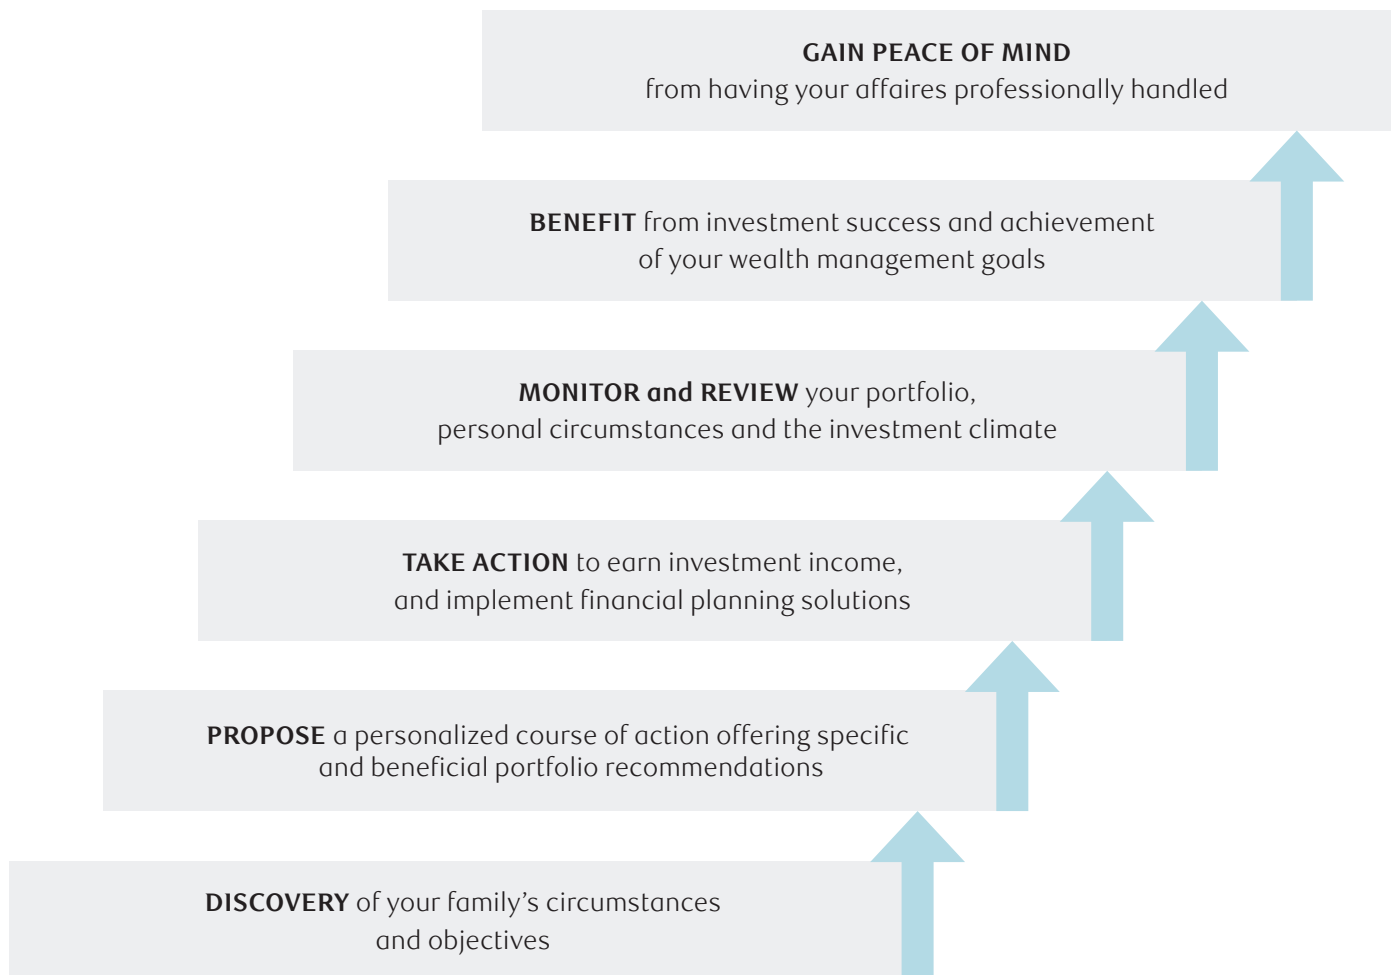 GAIN PEACE OF MIND
from having your affaires professionally handled
BENEFIT from investment success and achievement
of your wealth management goals
MONITOR and REVIEW your portfolio,
personal circumstances and the investment climate
TAKE ACTION to earn investment income,
and implement financial planning solutions
PROPOSE a personalized course of action offering specific
and beneficial portfolio recommendations
DISCOVERY of your family’s circumstances
and objectives